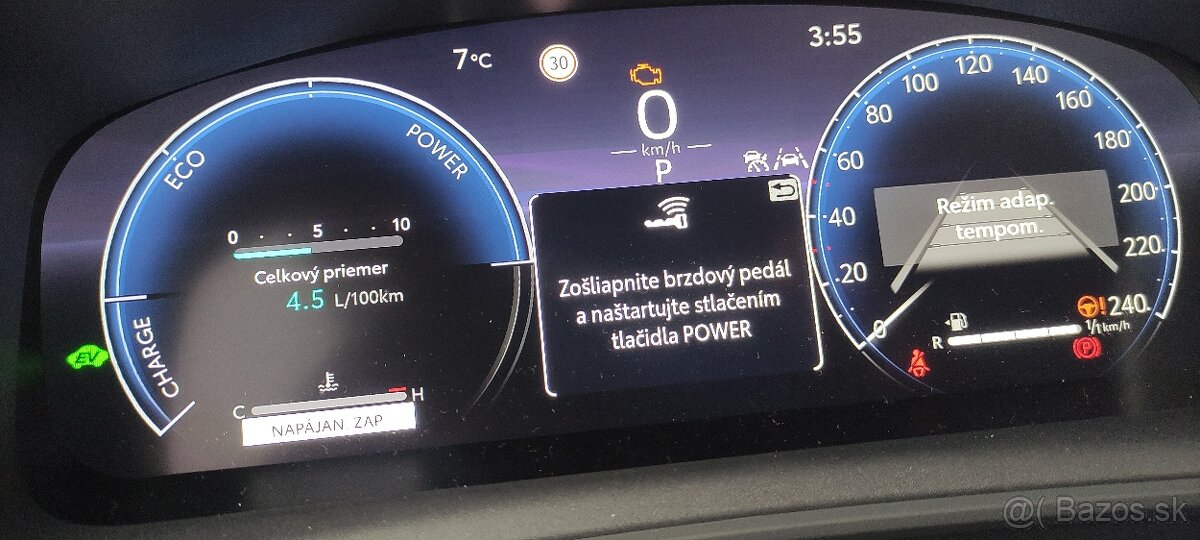 7°C
30
3:55
0
km/h
P
ECO
POWER
CHARGE
0 5 10
Celkový priemer
4.5 L/100km
EV
C H
NAPÁJAN ZAP
Zošliapnite brzdový pedál
a naštartujte stlačením
tlačidla POWER
0
20
40
60
80
100
120
140
160
180
200
220
240
Režim adap.
tempom.
R 1/1 km/h
!
P
@( Bazos.sk